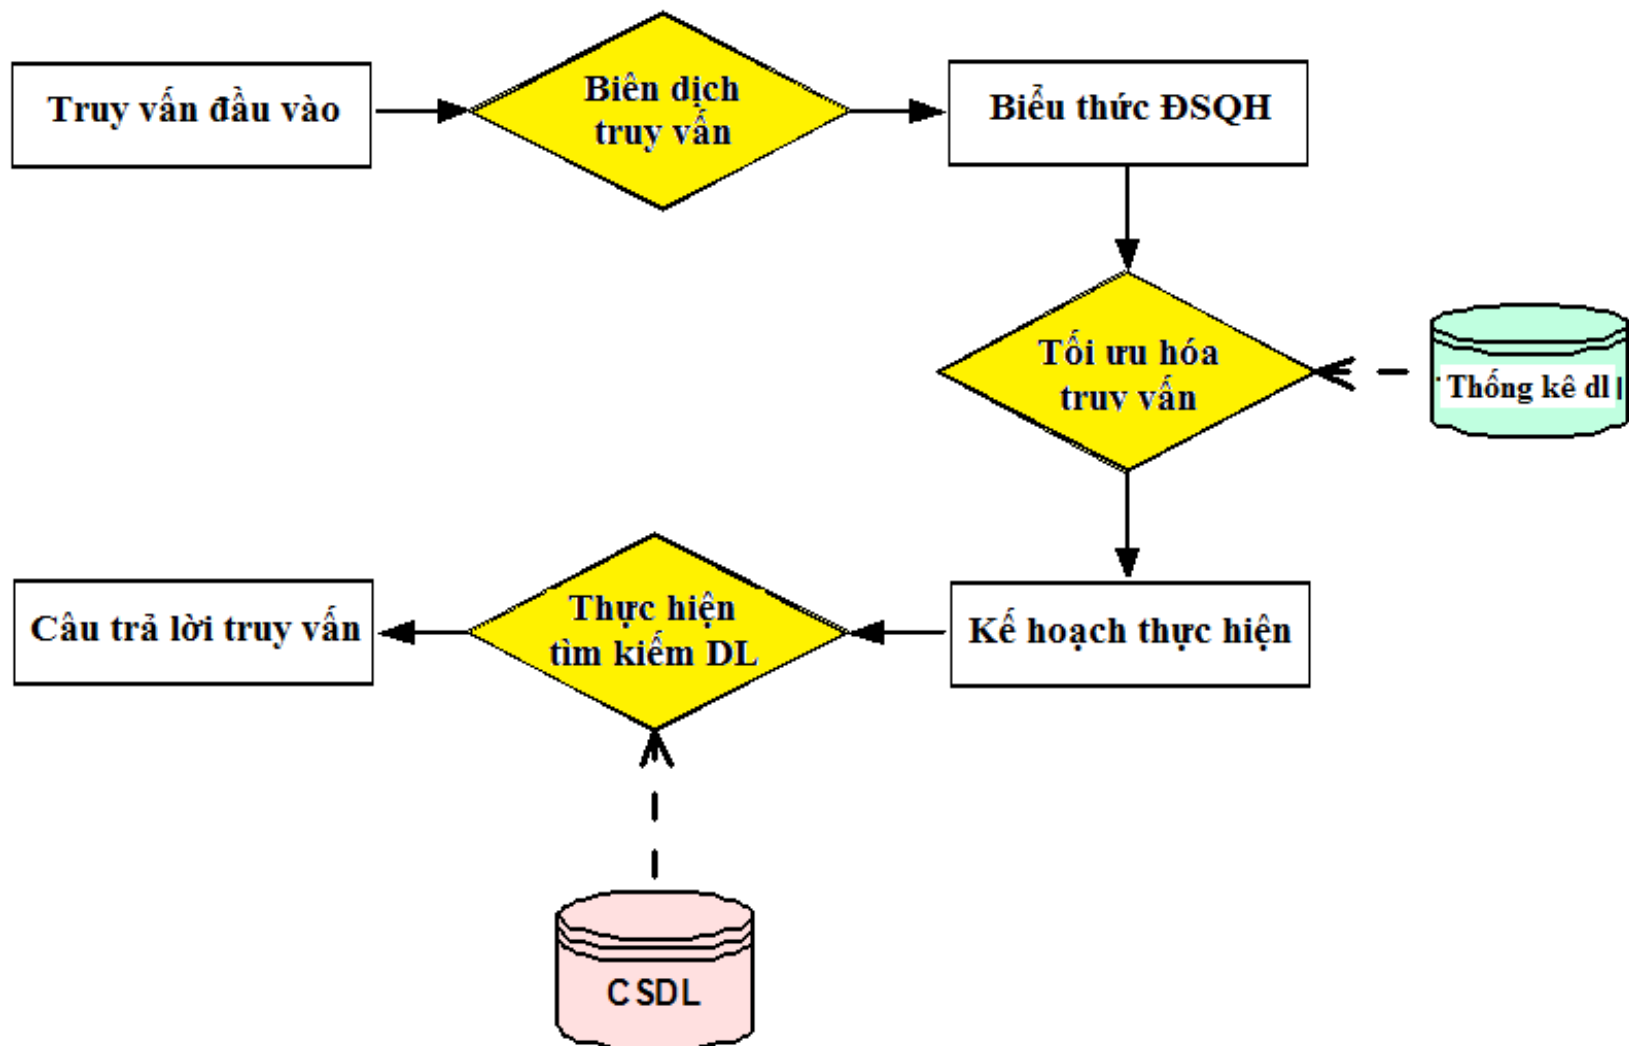 Truy vấn đầu vào
Biên dịch
truy vấn
Biểu thức ĐSQH
Tối ưu hóa
truy vấn
Thống kê dl
Kế hoạch thực hiện
Thực hiện
tìm kiếm DL
Câu trả lời truy vấn
CSDL